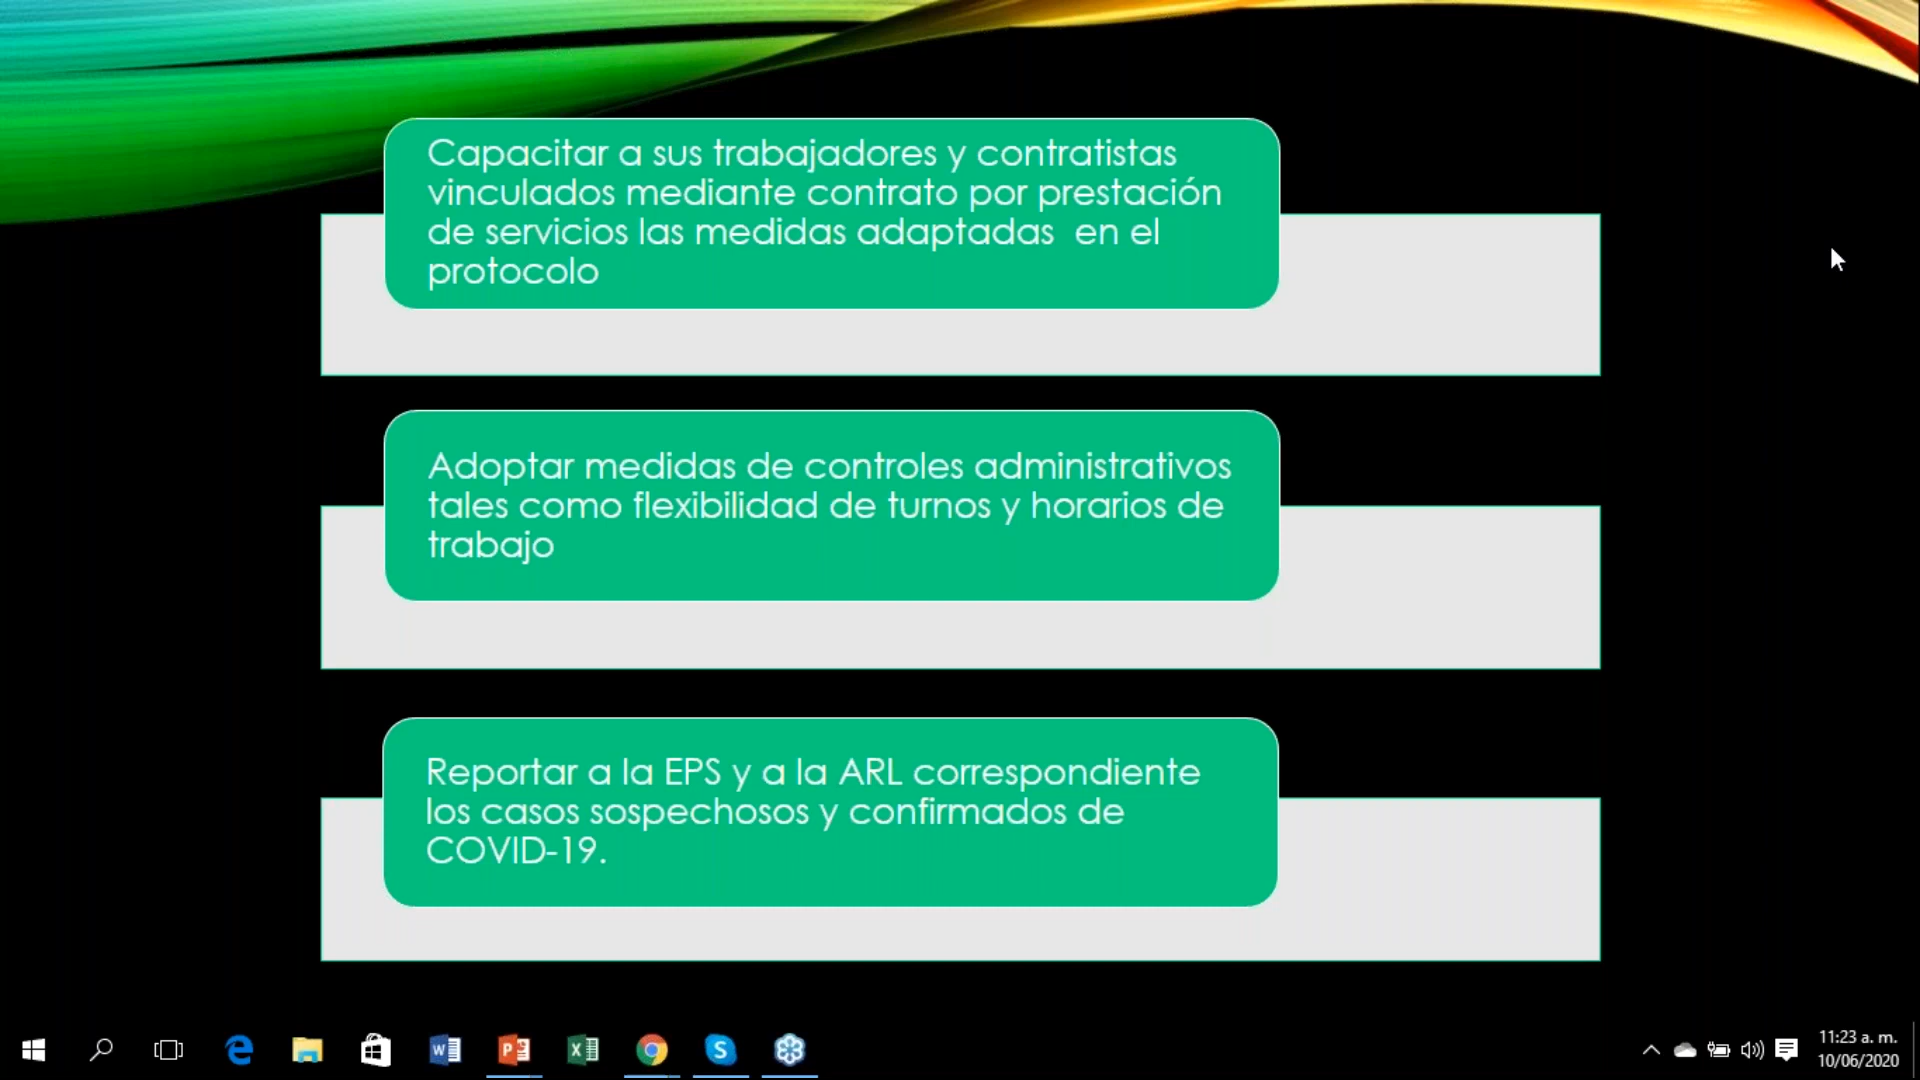 Capacitar a sus trabajadores y contratistas
vinculados mediante contrato por prestación
de servicios las medidas adaptadas  en el
protocolo
Adoptar medidas de controles administrativos
tales como flexibilidad de turnos y horarios de
trabajo
Reportar a la EPS y a la ARL correspondiente
los casos sospechosos y confirmados de
COVID-19.
11:23 a. m.
10/06/2020